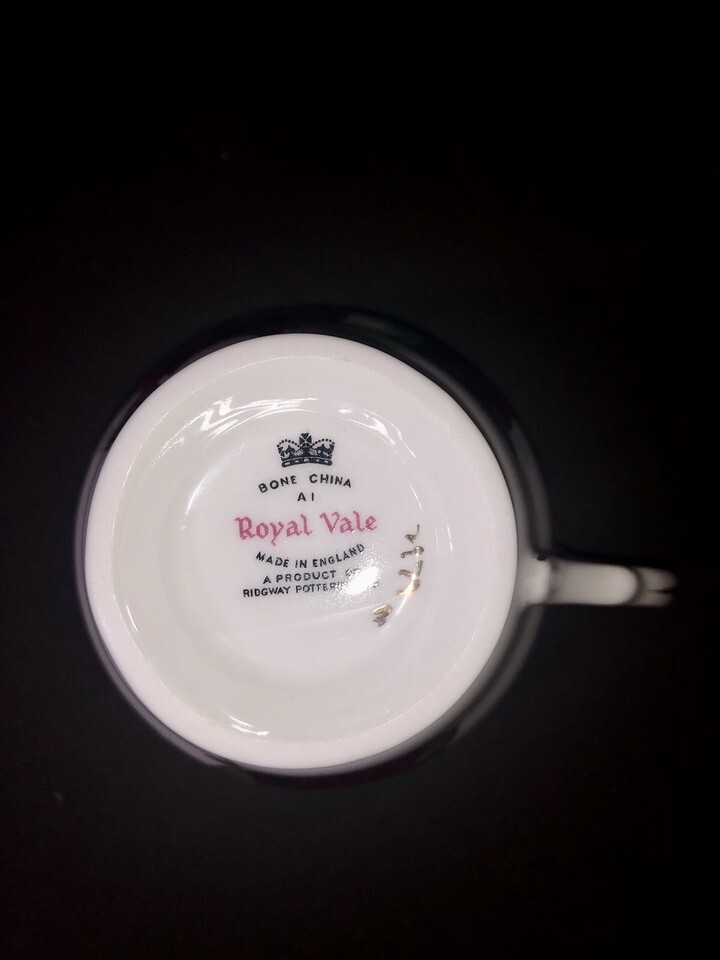 BONE CHINA
A1
Royal Vale
MADE IN ENGLAND
A PRODUCT
RIDGWAY